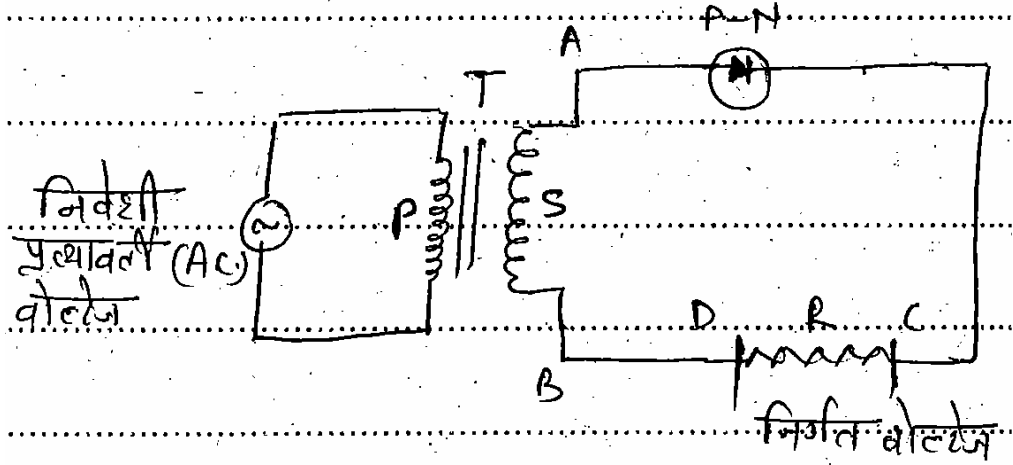 P-N
A
T
निवेशी
P
S
प्रत्यावर्ती (AC)
वोल्टेज
D R C
B
निर्गत वोल्टेज